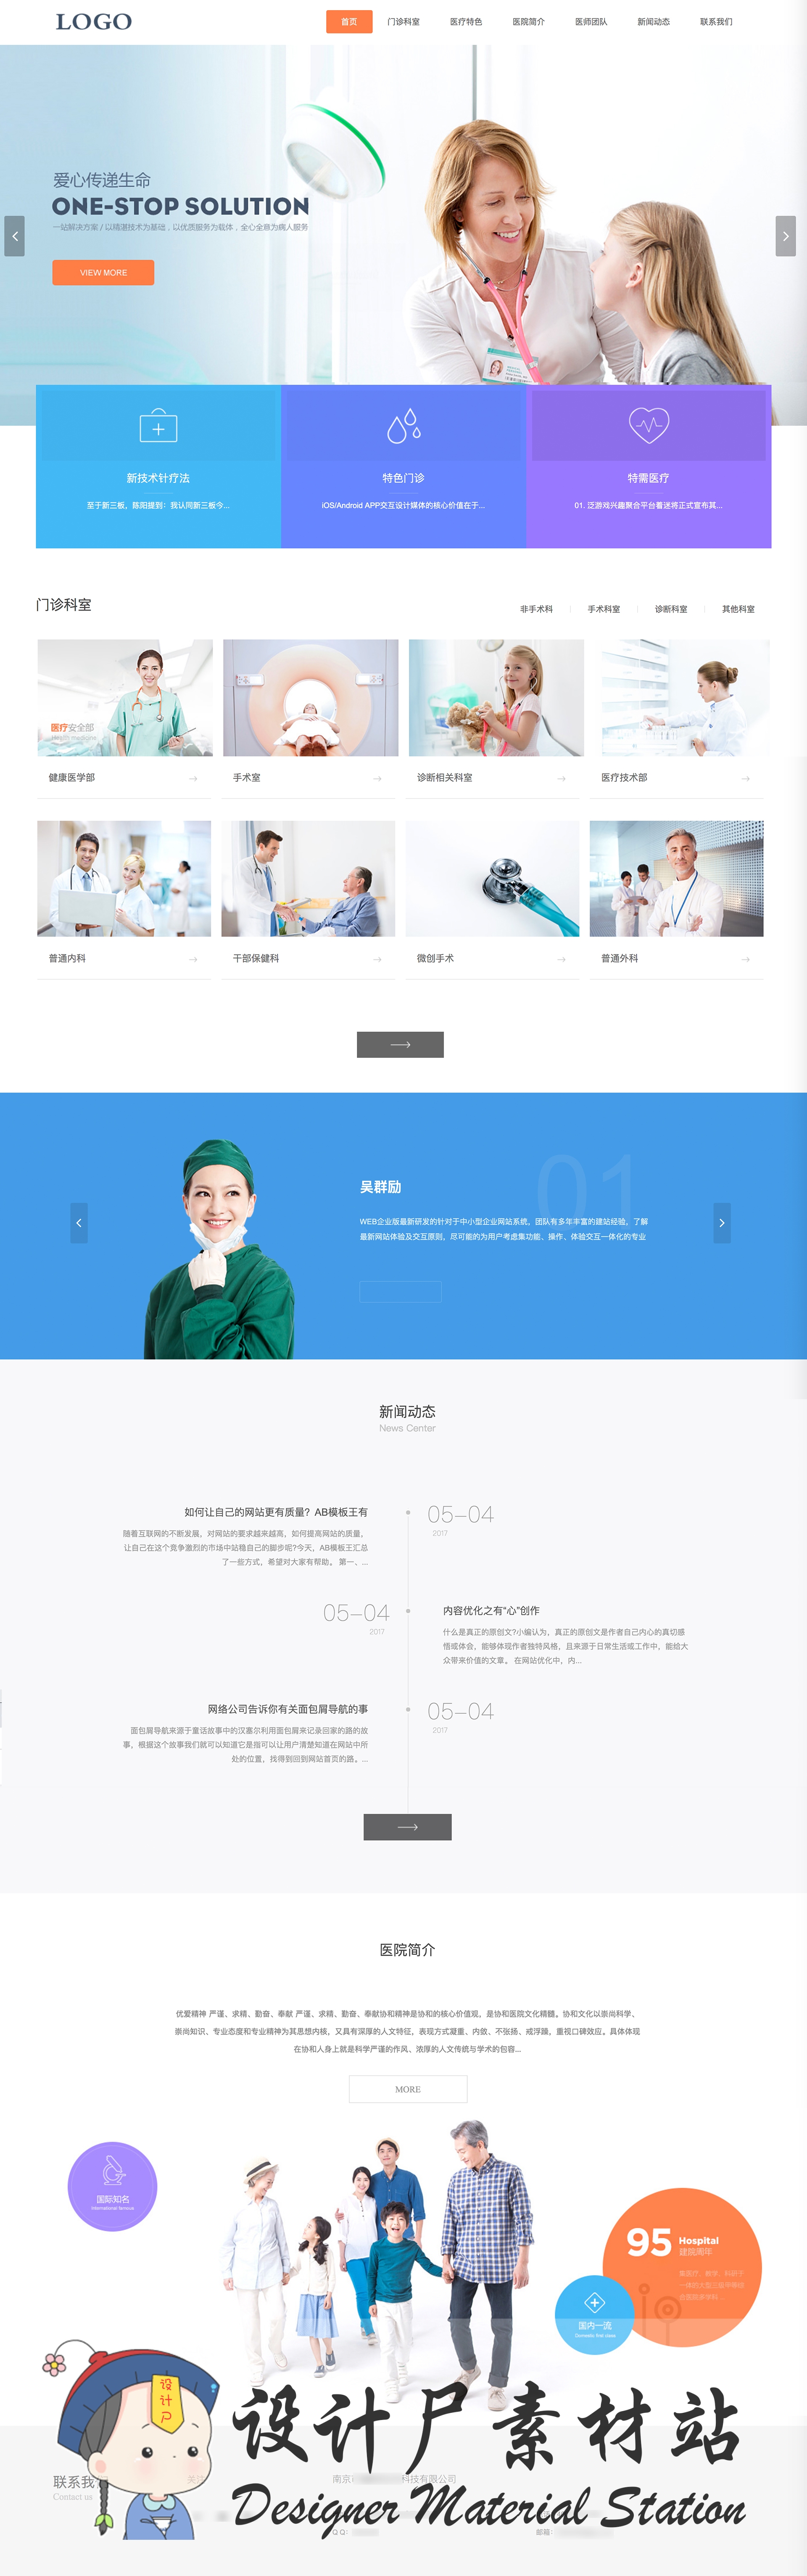 LOGO
首页 门诊科室 医疗特色 医院简介 医师团队 新闻动态 联系我们
爱心传递生命
ONE-STOP SOLUTION
一站解决方案 / 以精湛技术为基础，以优质服务为载体，全心全意为病人服务
VIEW MORE
新技术针疗法 特色门诊 特需医疗
至于新三板，陈阳提到：我认同新三板今... iOS/Android APP交互设计媒体的核心价值在于... 01. 泛游戏兴趣聚合平台着迷将正式宣布其...
门诊科室
非手术科 手术科室 诊断科室 其他科室
医疗安全部
Health medicine
健康医学部 手术室 诊断相关科室 医疗技术部
普通内科 干部保健科 微创手术 普通外科
01
吴群励
WEB企业版最新研发的针对于中小型企业网站系统，团队有多年丰富的建站经验，了解
最新网站体验及交互原则，尽可能的为用户考虑集功能、操作、体验交互一体化的专业
新闻动态
News Center
如何让自己的网站更有质量？AB模板王有
05-04
2017
随着互联网的不断发展，对网站的要求越来越高，如何提高网站的质量，
让自己在这个竞争激烈的市场中站稳自己的脚步呢?今天，AB模板王汇总
了一些方式，希望对大家有帮助。 第一、...
05-04
2017
内容优化之有“心”创作
什么是真正的原创文?小编认为，真正的原创文是作者自己内心的真切感
悟或体会，能够体现作者独特风格，且来源于日常生活或工作中，能给大
众带来价值的文章。 在网站优化中，内...
网络公司告诉你有关面包屑导航的事
05-04
2017
面包屑导航来源于童话故事中的汉塞尔利用面包屑来记录回家的路的故
事，根据这个故事我们就可以知道它是指可以让用户清楚知道在网站中所
处的位置，找得到回到网站首页的路。...
医院简介
优爱精神 严谨、求精、勤奋、奉献 严谨、求精、勤奋、奉献协和精神是协和的核心价值观，是协和医院文化精髓。协和文化以崇尚科学、
崇尚知识、专业态度和专业精神为其思想内核，又具有深厚的人文特征，表现方式凝重、内敛、不张扬、戒浮躁，重视口碑效应。具体体现
在协和人身上就是科学严谨的作风、浓厚的人文传统与学术的包容...
MORE
国际知名
International famous
95 Hospital
建院周年
国内一流
Domestic first class
设计尸
设计尸素材站
Designer Material Station
联系我
Contact us
南京 科技有限公司
QQ:
邮箱: